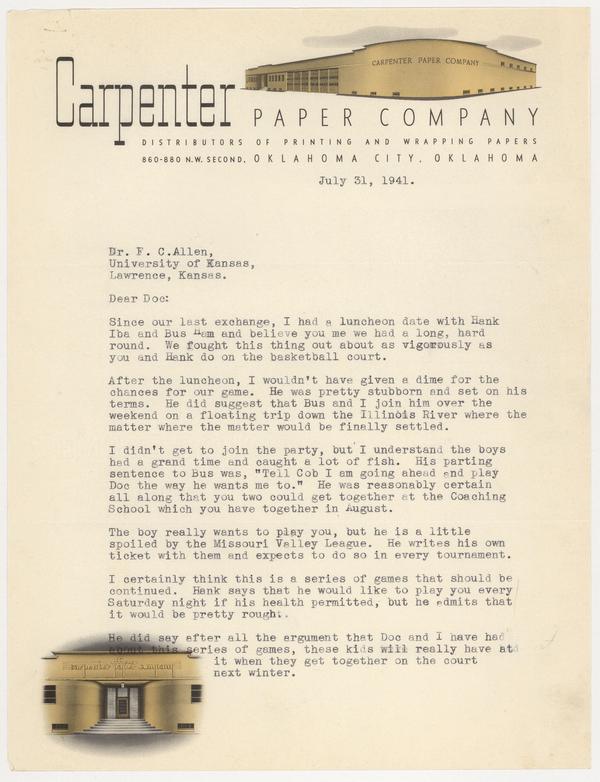 CARPENTER PAPER COMPANY
Carpenter PAPER COMPANY
DISTRIBUTORS OF PRINTING AND WRAPPING PAPERS
860-880 N.W. SECOND, OKLAHOMA CITY, OKLAHOMA
July 31, 1941.
Dr. F. C.Allen,
University of Kansas,
Lawrence, Kansas.
Dear Doc:
Since our last exchange, I had a luncheon date with Hank
Iba and Bus Ham and believe you me we had a long, hard
round. We fought this thing out about as vigorously as
you and Hank do on the basketball court.
After the luncheon, I wouldn't have given a dime for the
chances for our game. He was pretty stubborn and set on his
terms. He did suggest that Bus and I join him over the
weekend on a floating trip down the Illinois River where the
matter where the matter would be finally settled.
I didn't get to join the party, but I understand the boys
had a grand time and caught a lot of fish. His parting
sentence to Bus was, "Tell Cob I am going ahead and play
Doc the way he wants me to." He was reasonably certain
all along that you two could get together at the Coaching
School which you have together in August.
The boy really wants to play you, but he is a little
spoiled by the Missouri Valley League. He writes his own
ticket with them and expects to do so in every tournament.
I certainly think this is a series of games that should be
continued. Hank says that he would like to play you every
Saturday night if his health permitted, but he admits that
it would be pretty rough..
He did say after all the argument that Doc and I have had
about this series of games, these kids will really have at
it when they get together on the court
next winter.
Carpenter Paper Company